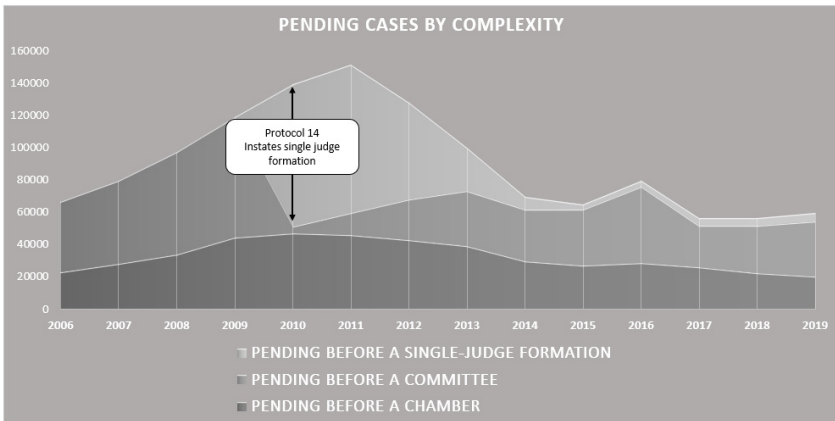 PENDING CASES BY COMPLEXITY
160000
140000
120000
100000
80000
60000
40000
20000
0
Protocol 14
Instates single judge
formation
2006 2007 2008 2009 2010 2011 2012 2013 2014 2015 2016 2017 2018 2019
PENDING BEFORE A SINGLE-JUDGE FORMATION
PENDING BEFORE A COMMITTEE
PENDING BEFORE A CHAMBER